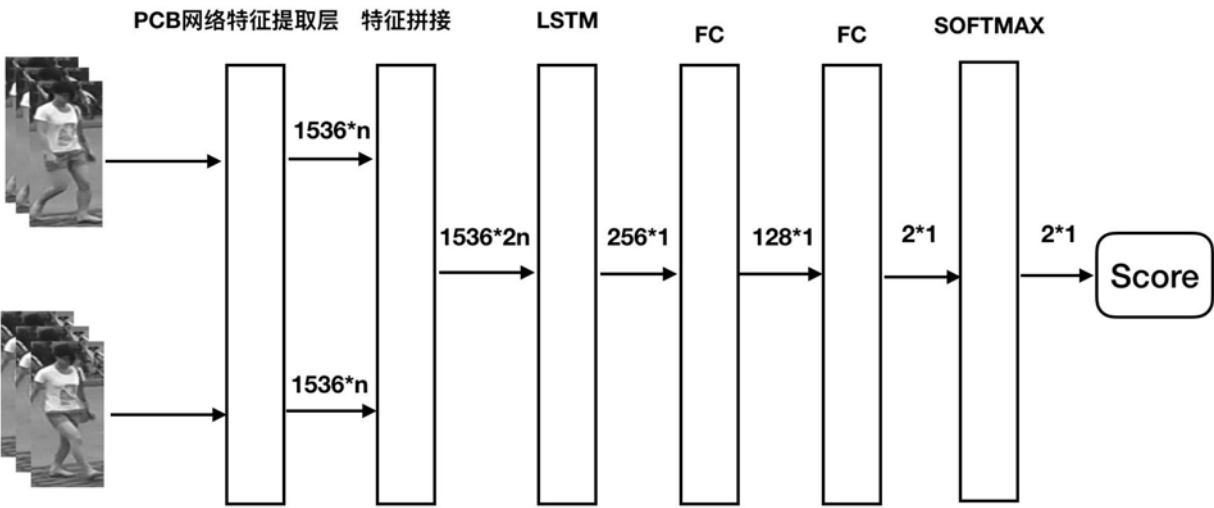 PCB网络特征提取层
特征拼接
LSTM
FC
FC
SOFTMAX
1536*n
1536*2n
256*1
128*1
2*1
2*1
Score
1536*n